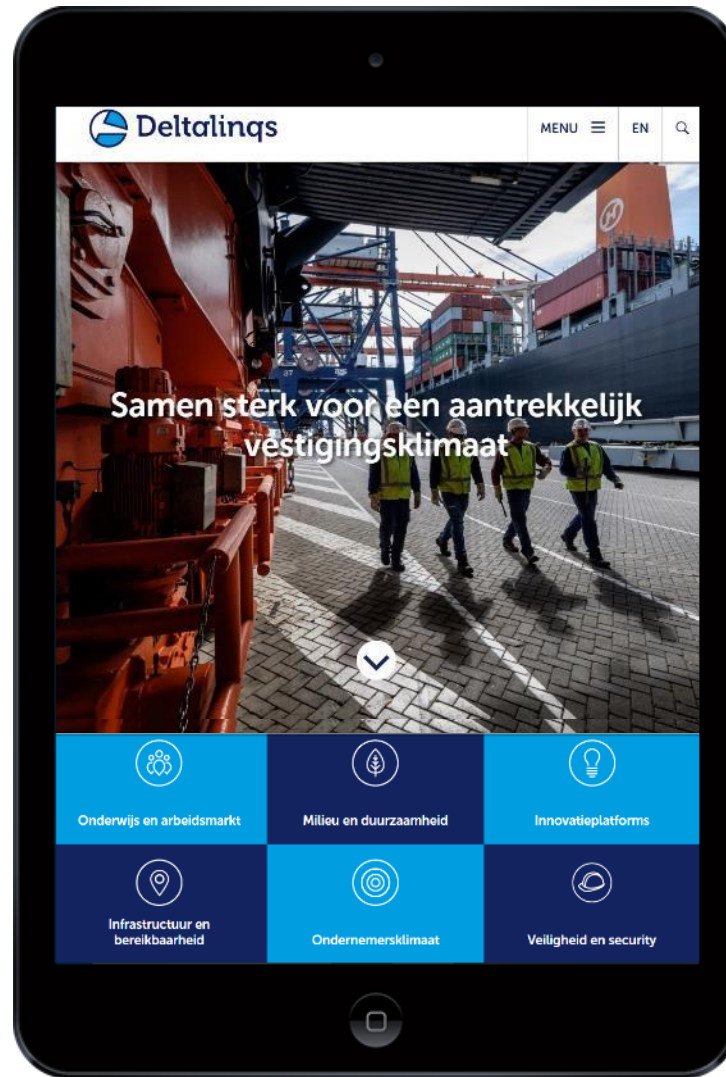 Deltalinqs
MENU
EN
Samen sterk voor een aantrekkelijk
vestigingsklimaat
Onderwijs en arbeidsmarkt
Milieu en duurzaamheid
Innovatieplatforms
Infrastructuur en
bereikbaarheid
Ondernemersklimaat
Veiligheid en security